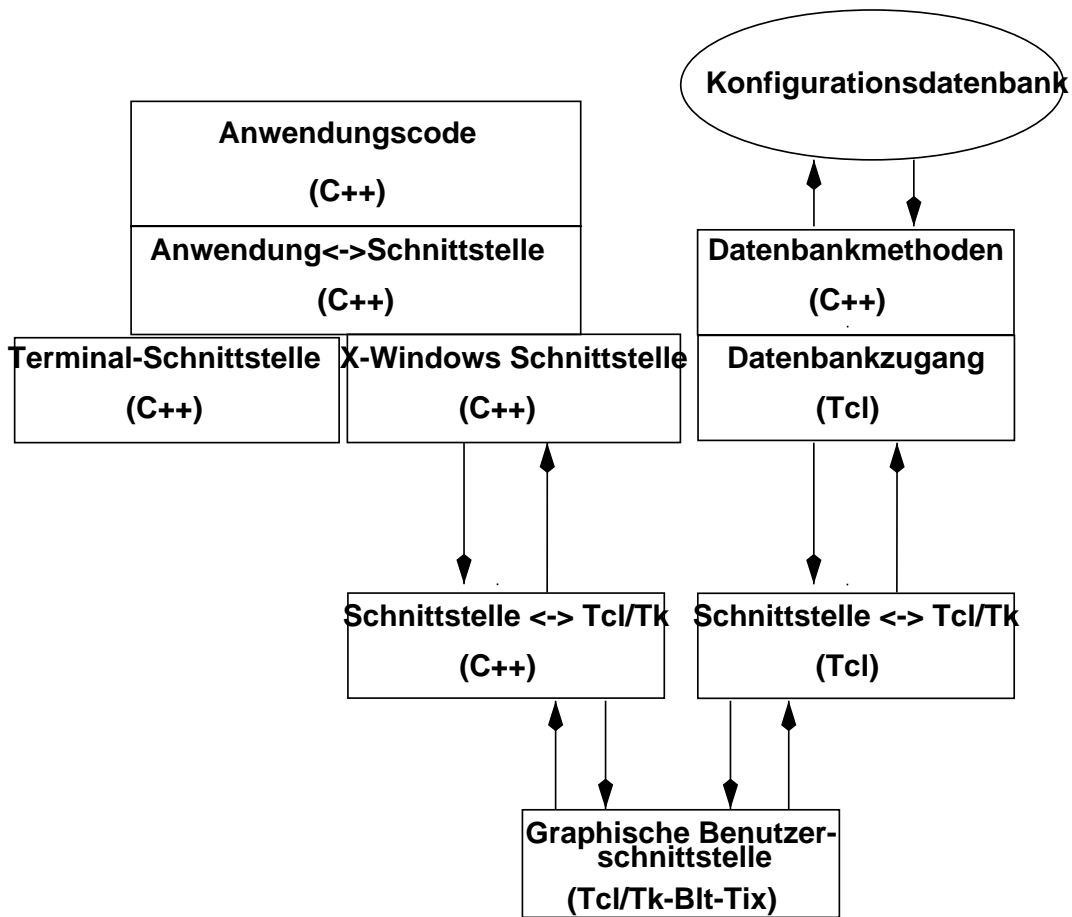 Konfigurationsdatenbank
Anwendungscode
(C++)
Anwendung<->Schnittstelle
(C++)
Datenbankmethoden
(C++)
Terminal-Schnittstelle
(C++)
X-Windows Schnittstelle
(C++)
Datenbankzugang
(Tcl)
Schnittstelle <-> Tcl/Tk
(C++)
Schnittstelle <-> Tcl/Tk
(Tcl)
Graphische Benutzer-
schnittstelle
(Tcl/Tk-Blt-Tix)